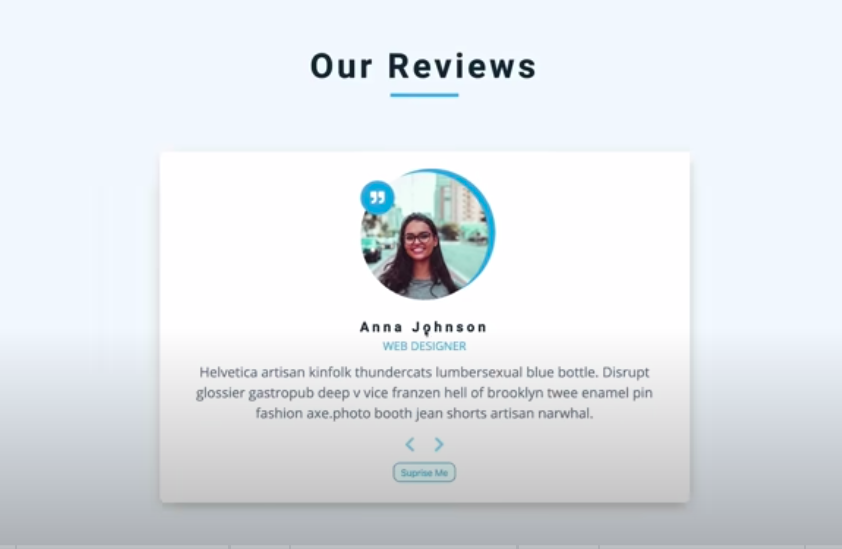 Our Reviews
Anna Johnson
WEB DESIGNER
Helvetica artisan kinfolk thundercats lumbersexual blue bottle. Disrupt
glossier gastropub deep v vice franzen hell of brooklyn twee enamel pin
fashion axe.photo booth jean shorts artisan narwhal.
Suprise Me